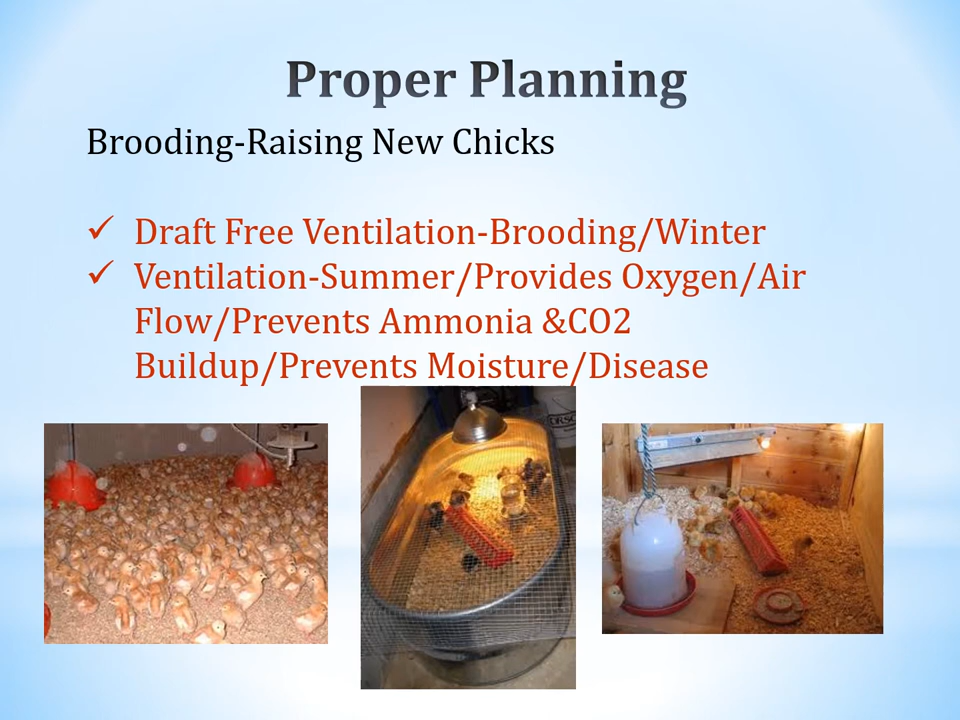 Proper Planning
Brooding-Raising New Chicks
✓ Draft Free Ventilation-Brooding/Winter
✓ Ventilation-Summer/Provides Oxygen/Air
Flow/Prevents Ammonia &CO2
Buildup/Prevents Moisture/Disease